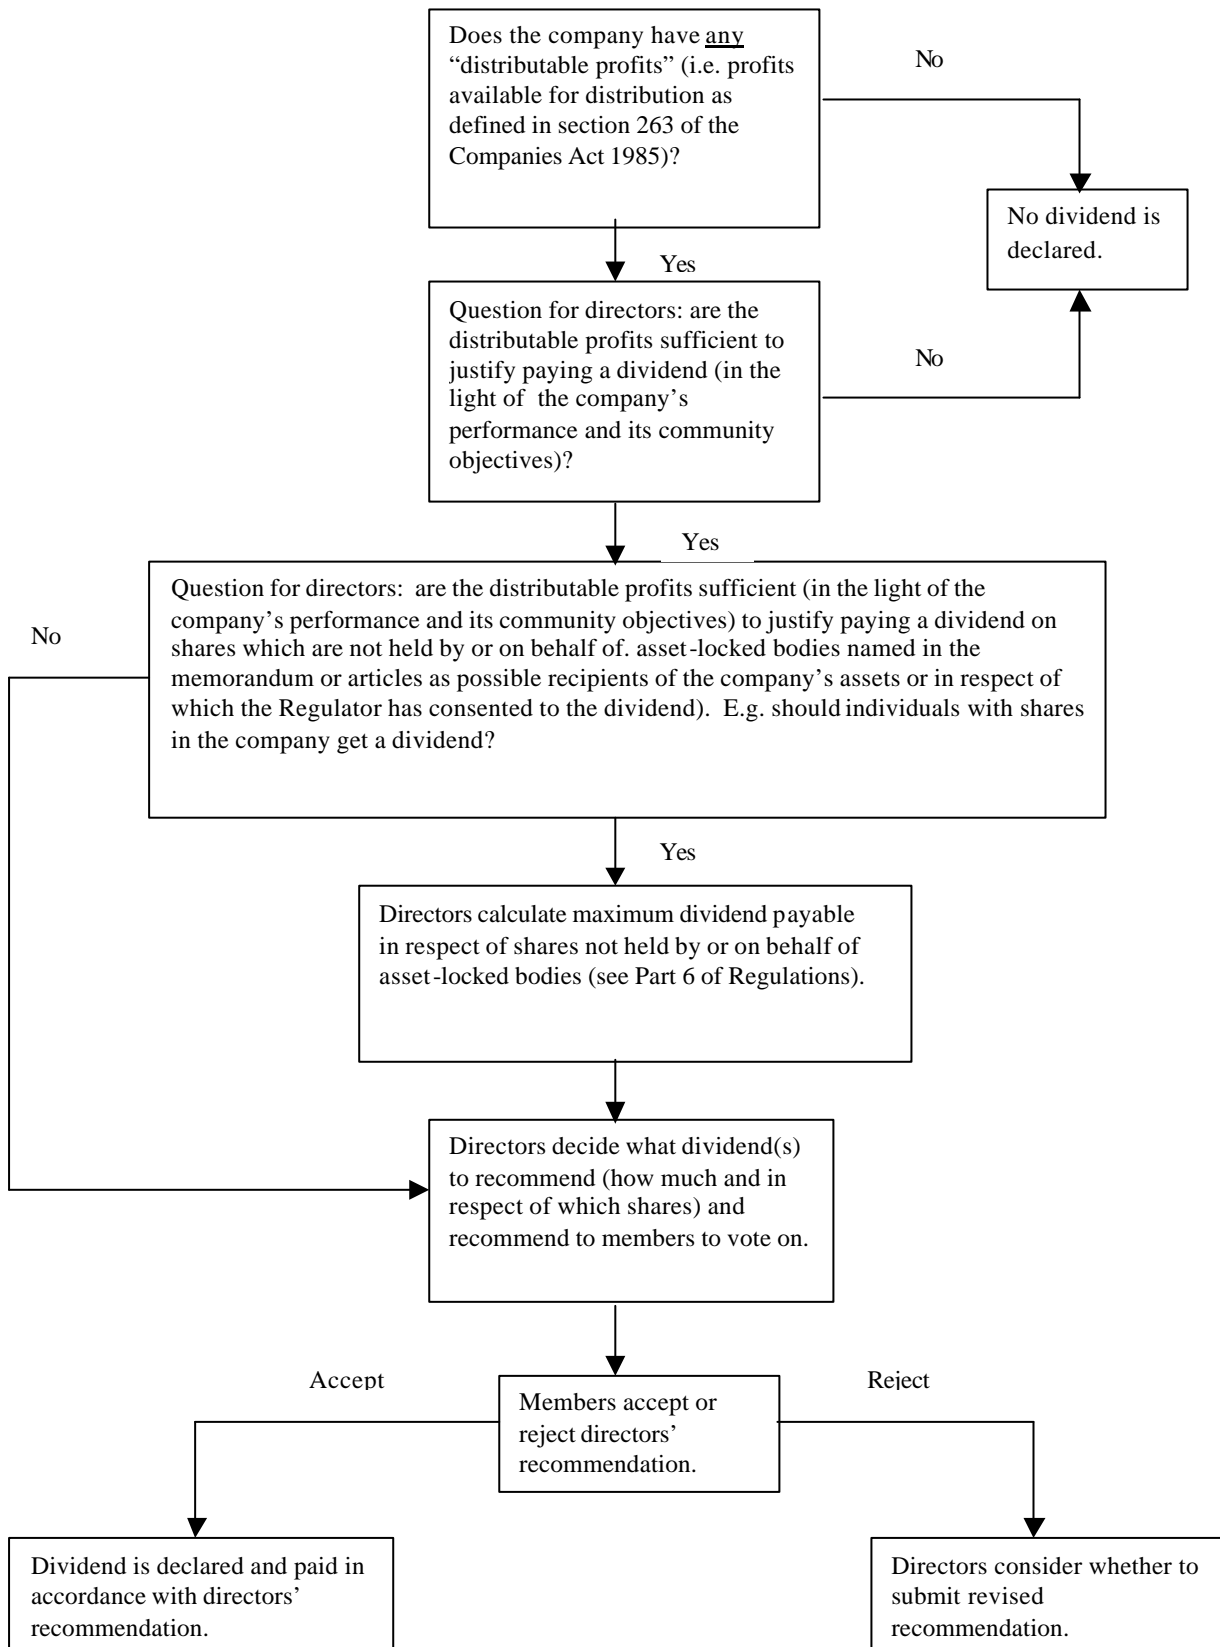 Does the company have any
“distributable profits” (i.e. profits
available for distribution as
defined in section 263 of the
Companies Act 1985)?
No
No dividend is
declared.
Yes
Question for directors: are the
distributable profits sufficient to
justify paying a dividend (in the
light of the company’s
performance and its community
objectives)?
No
Yes
Question for directors: are the distributable profits sufficient (in the light of the
company’s performance and its community objectives) to justify paying a dividend on
shares which are not held by or on behalf of. asset-locked bodies named in the
memorandum or articles as possible recipients of the company’s assets or in respect of
which the Regulator has consented to the dividend). E.g. should individuals with shares
in the company get a dividend?
No
Yes
Directors calculate maximum dividend payable
in respect of shares not held by or on behalf of
asset-locked bodies (see Part 6 of Regulations).
Directors decide what dividend(s)
to recommend (how much and in
respect of which shares) and
recommend to members to vote on.
Accept
Reject
Members accept or
reject directors’
recommendation.
Dividend is declared and paid in
accordance with directors’
recommendation.
Directors consider whether to
submit revised
recommendation.